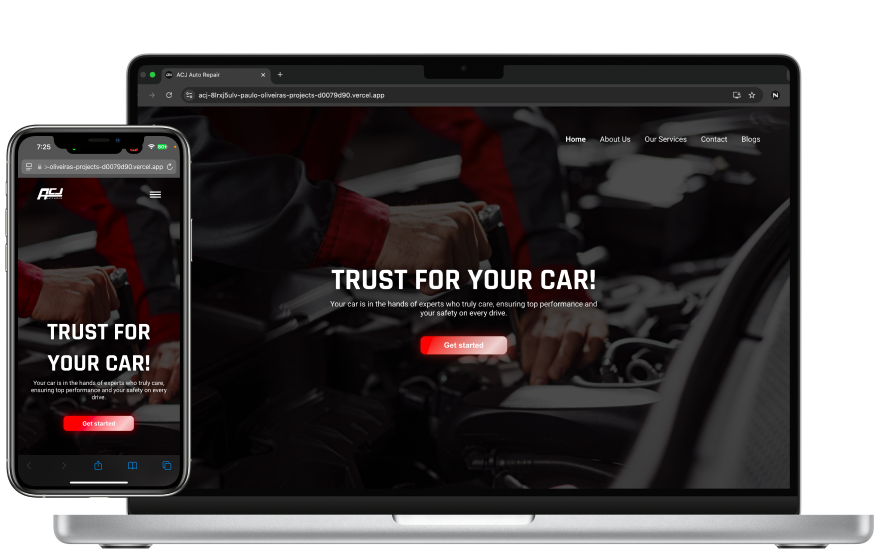 ACJ Auto Repair
acj-8lrxj5ulv-paulo-oliveiras-projects-d0079d90.vercel.app
Home About Us Our Services Contact Blogs
TRUST FOR YOUR CAR!
Your car is in the hands of experts who truly care, ensuring top performance and
your safety on every drive.
Get started
7:25
-oliveiras-projects-d0079d90.vercel.app
ACJ
TRUST FOR
YOUR CAR!
Your car is in the hands of experts who truly care,
ensuring top performance and your safety on every
drive.
Get started